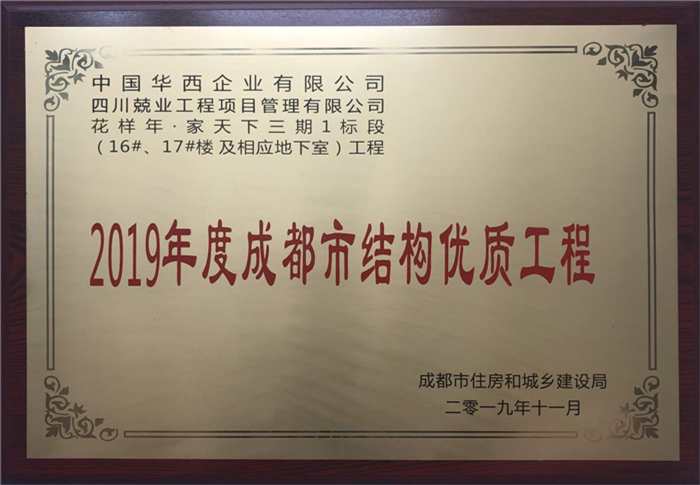 中国华西企业有限公司
四川兢业工程项目管理有限公司
花样年·家天下三期1标段
（16#、17#楼 及相应地下室）工程
2019年度成都市结构优质工程
成都市住房和城乡建设局
二零一九年十一月